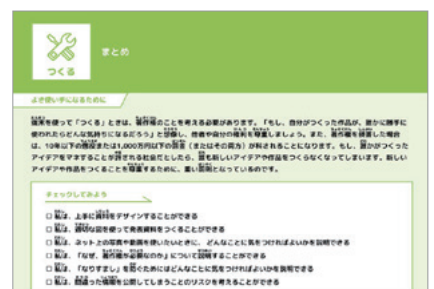 まとめ
つくる
よき使い手になるために
情報を使って「つくる」ときは、著作権のことを考える必要があります。「もし、自分がつくった作品が、誰かに勝手に
使われたらどんな気持ちになるだろう」と想像し、他者や自分の権利を尊重しましょう。また、著作権を侵害した場合
は、10年以下の懲役または1,000万円以下の罰金（またはその両方）が科されることになります。もし、誰かがつくった
アイデアをマネすることが許される社会だとしたら、誰も新しいアイデアや作品をつくらなくなってしまいます。新しい
アイデアや作品をつくることを尊重するために、重い罰則となっているのです。
チェックしてみよう
□ 私は、上手に資料をデザインすることができる
□ 私は、適切な図を使って発表資料をつくることができる
□ 私は、ネット上の写真や動画を使いたいときに、どんなことに気をつければよいかを説明できる
□ 私は、「なぜ、著作権が必要なのか」について説明することができる
□ 私は、「なりすまし」を防ぐためにはどんなことに気をつければよいかを説明できる
□ 私は、間違った情報を公開してしまうことのリスクを考えることができる